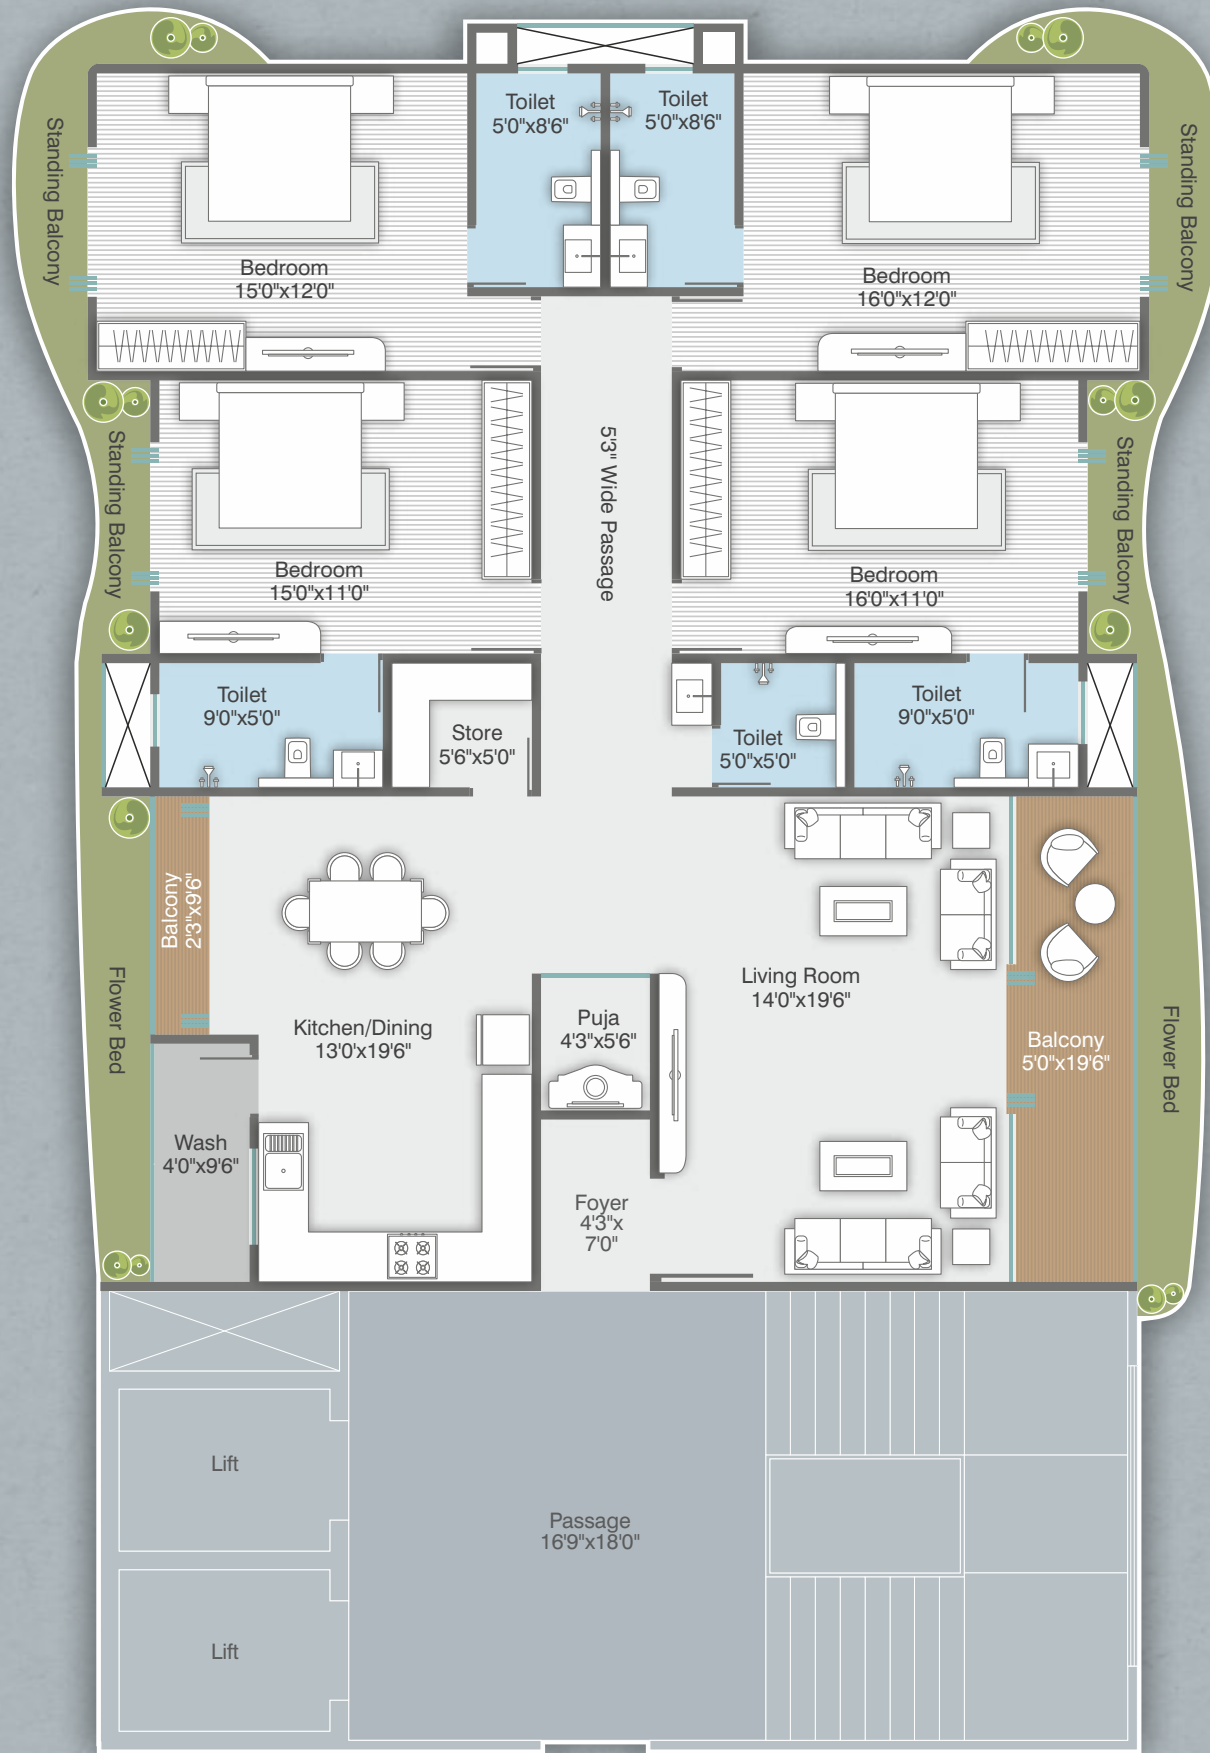 Toilet
5'0"x8'6"
Toilet
5'0"x8'6"
Standing Balcony
Standing Balcony
Bedroom
15'0"x12'0"
Bedroom
16'0"x12'0"
5'3" Wide Passage
Standing Balcony
Standing Balcony
Bedroom
15'0"x11'0"
Bedroom
16'0"x11'0"
Toilet
9'0"x5'0"
Store
5'6"x5'0"
Toilet
5'0"x5'0"
Toilet
9'0"x5'0"
Balcony
2'3"x9'6"
Flower Bed
Kitchen/Dining
13'0'x19'6"
Puja
4'3"x5'6"
Living Room
14'0"x19'6"
Balcony
5'0"x19'6"
Flower Bed
Wash
4'0"x9'6"
Foyer
4'3"x
7'0"
Lift
Passage
16'9"x18'0"
Lift